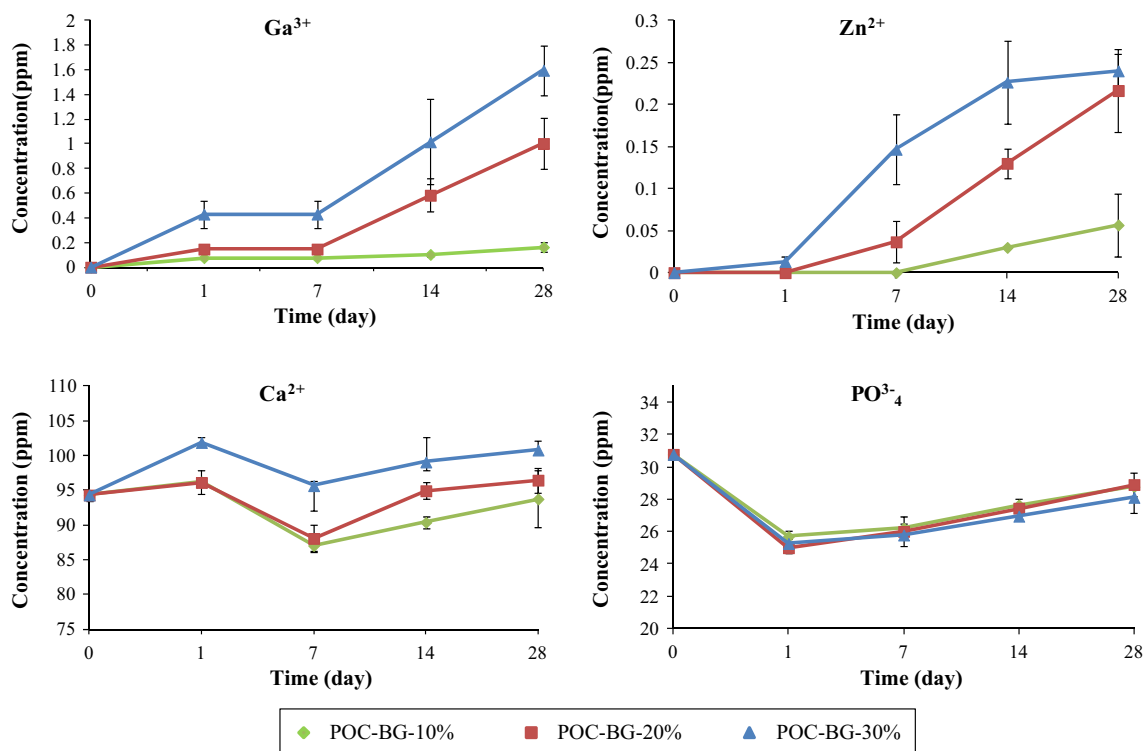 Ga³⁺
Concentration(ppm)
2
1.8
1.6
1.4
1.2
1
0.8
0.6
0.4
0.2
0
0 1 7 14 28
Time (day)
Zn²⁺
Concentration(ppm)
0.3
0.25
0.2
0.15
0.1
0.05
0
0 1 7 14 28
Time (day)
Ca²⁺
Concentration (ppm)
110
105
100
95
90
85
80
75
0 1 7 14 28
Time (day)
PO³⁻₄
Concentration (ppm)
34
32
30
28
26
24
22
20
0 1 7 14 28
Time (day)
POC-BG-10% POC-BG-20% POC-BG-30%